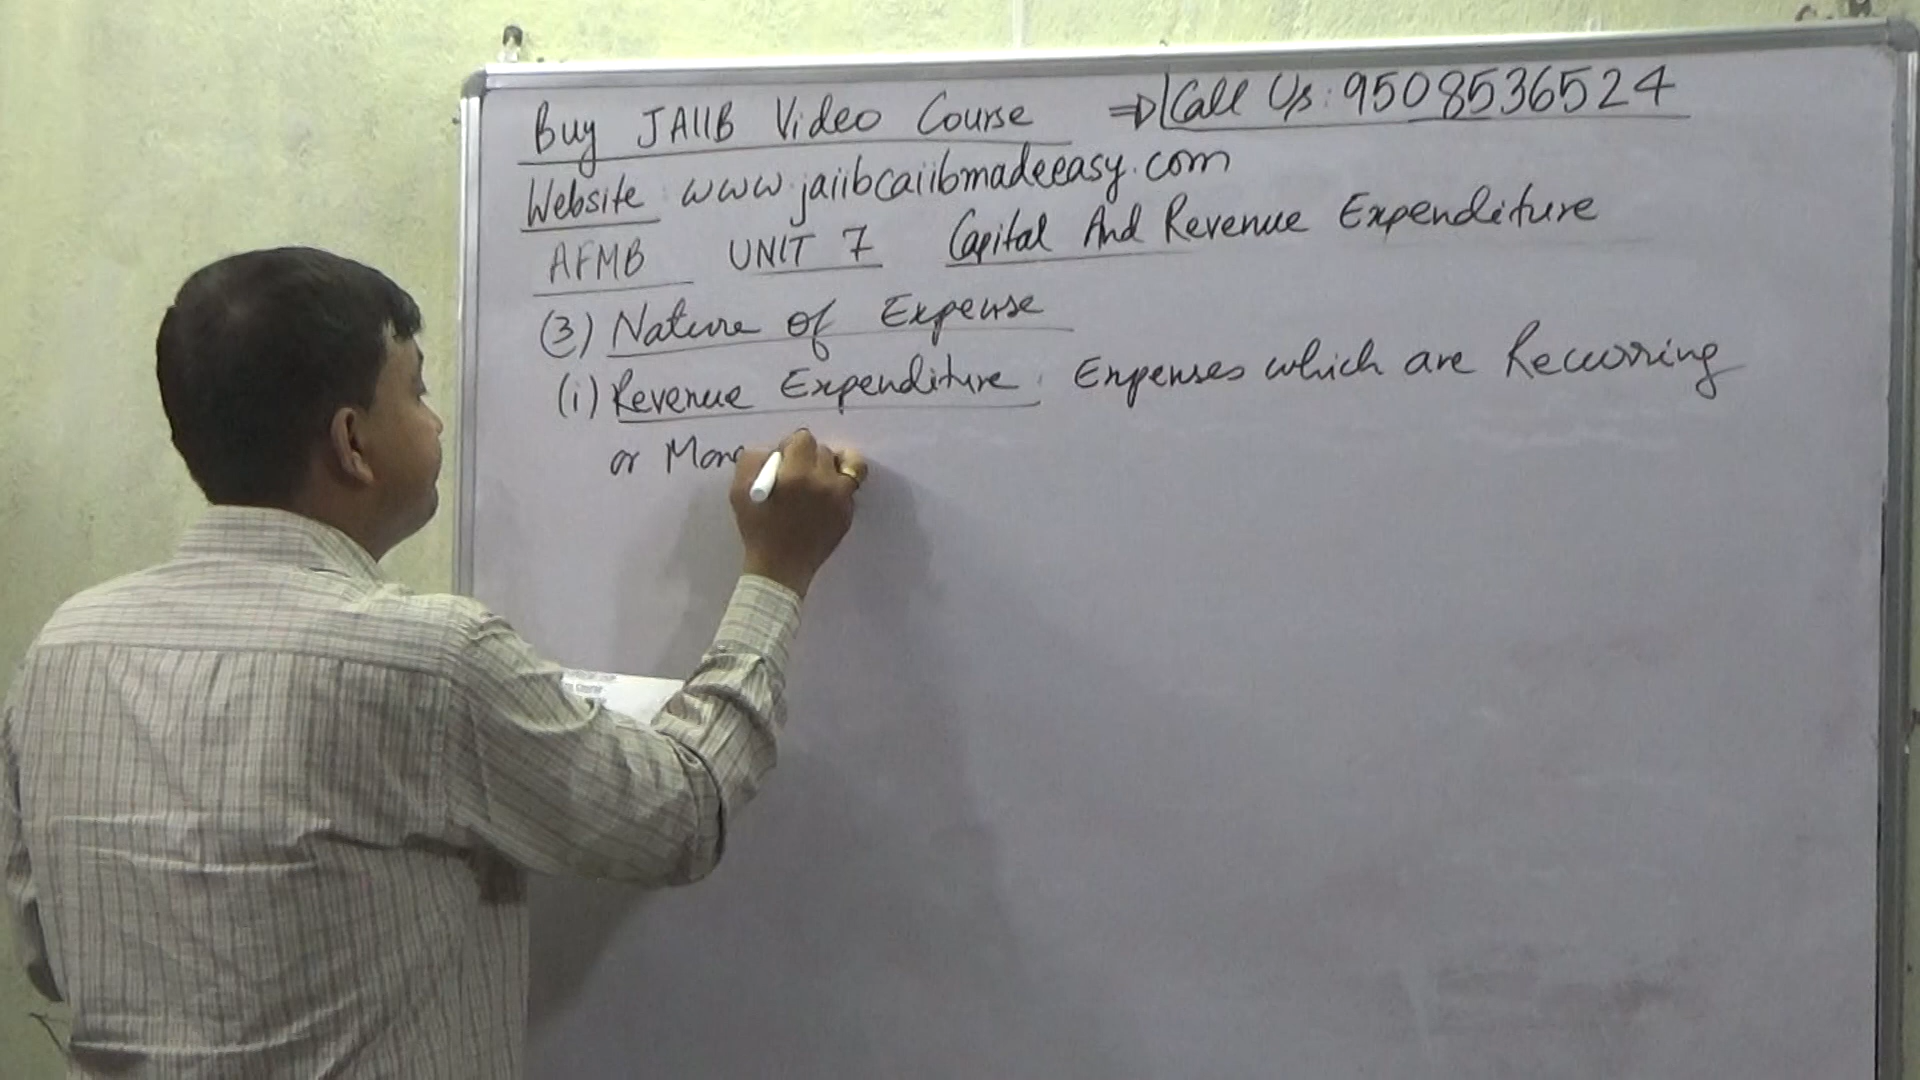 Buy JAIIB Video Course ⇒ Call Us: 9508536524
Website www.jaiibcaiibmadeeasy.com
AFMB UNIT 7 Capital And Revenue Expenditure
(3) Nature of Expense
(i) Revenue Expenditure: Expenses which are Recurring
or